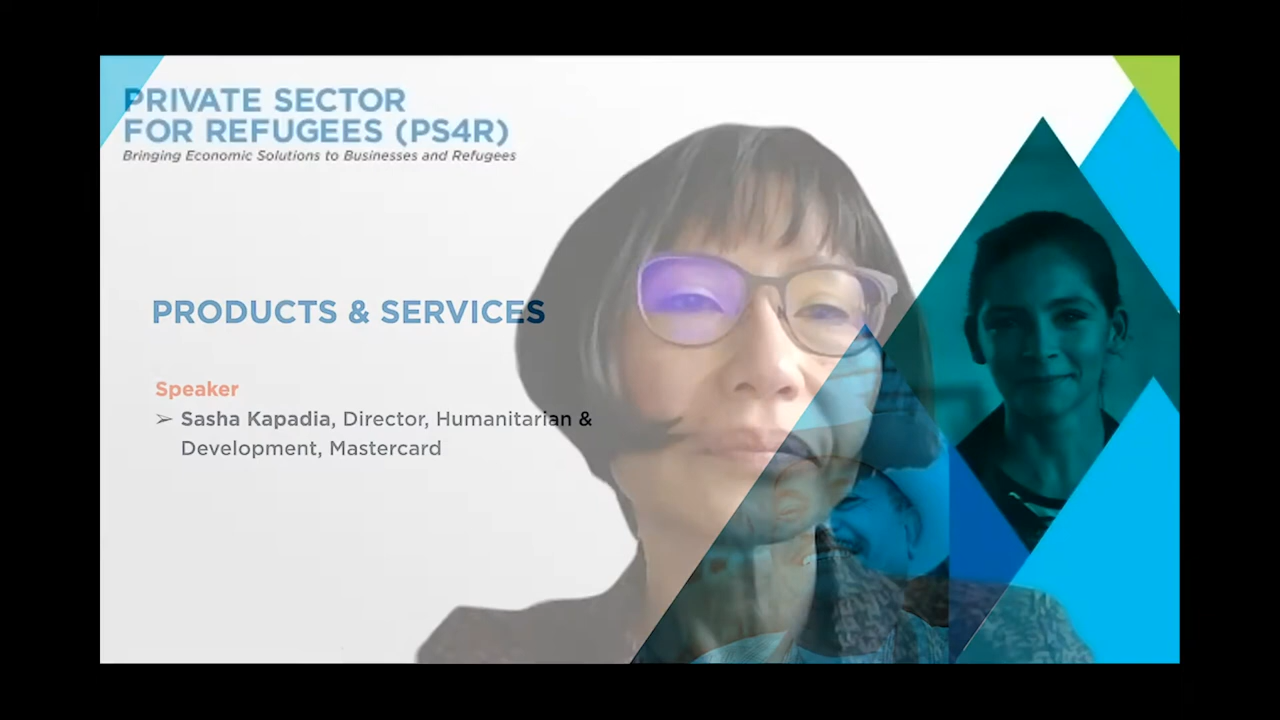 PRIVATE SECTOR
FOR REFUGEES (PS4R)
Bringing Economic Solutions to Businesses and Refugees
PRODUCTS & SERVICES
Speaker
➢ Sasha Kapadia, Director, Humanitarian &
Development, Mastercard